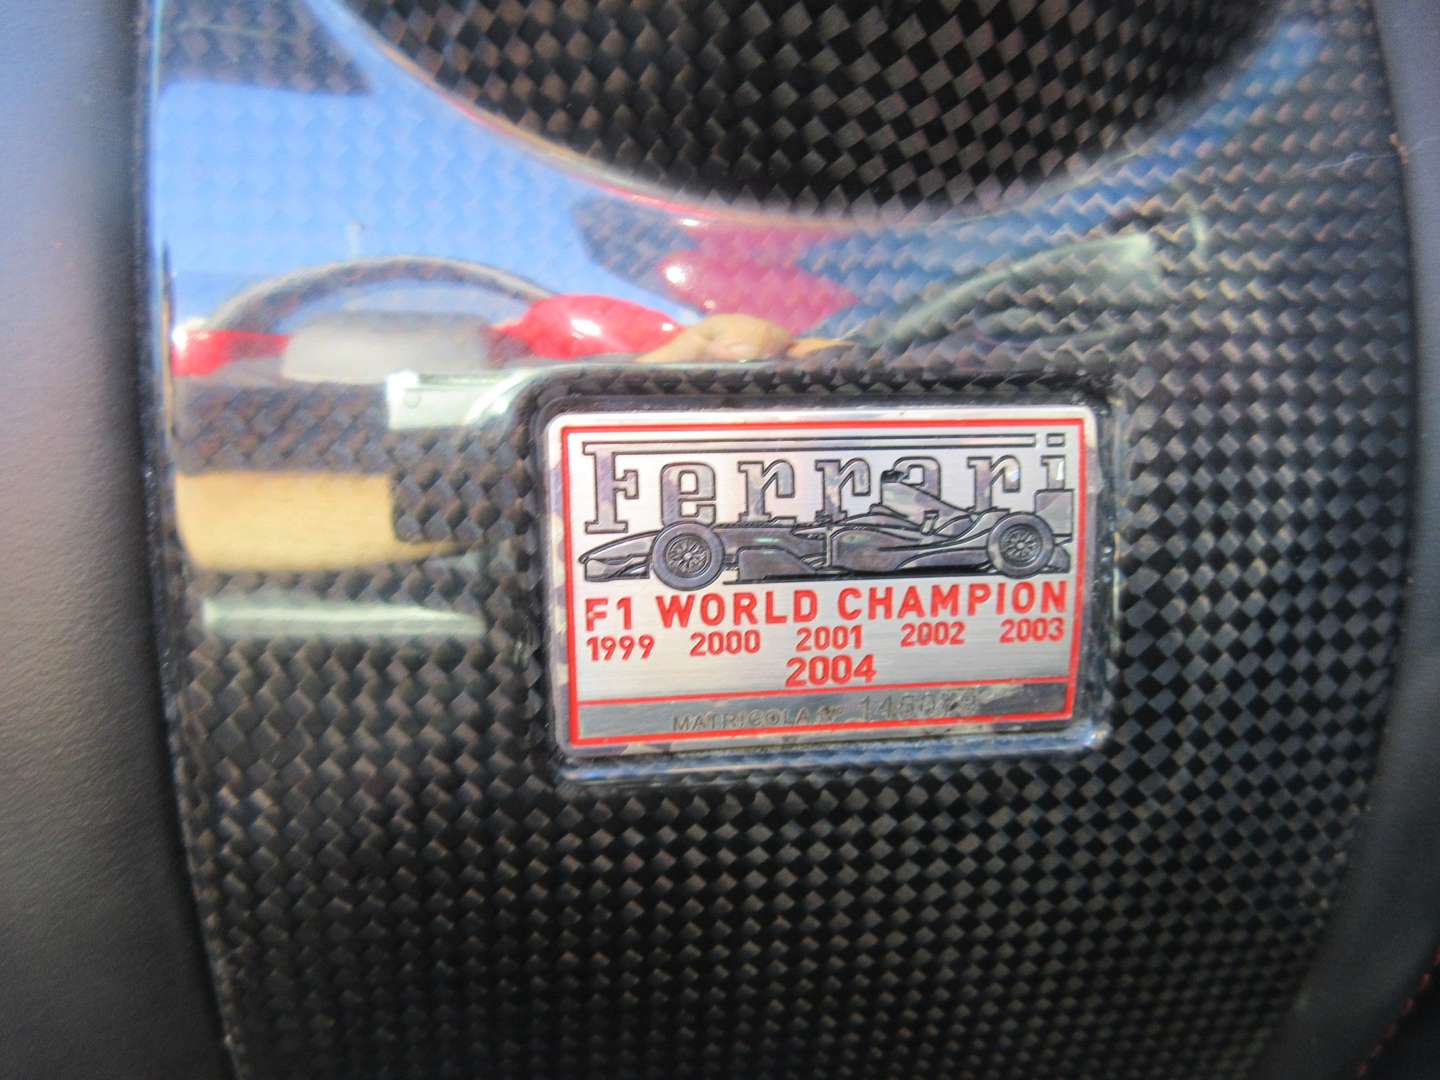 Ferrari
F1 WORLD CHAMPION
1999 2000 2001 2002 2003
2004
MATRICOLA N°